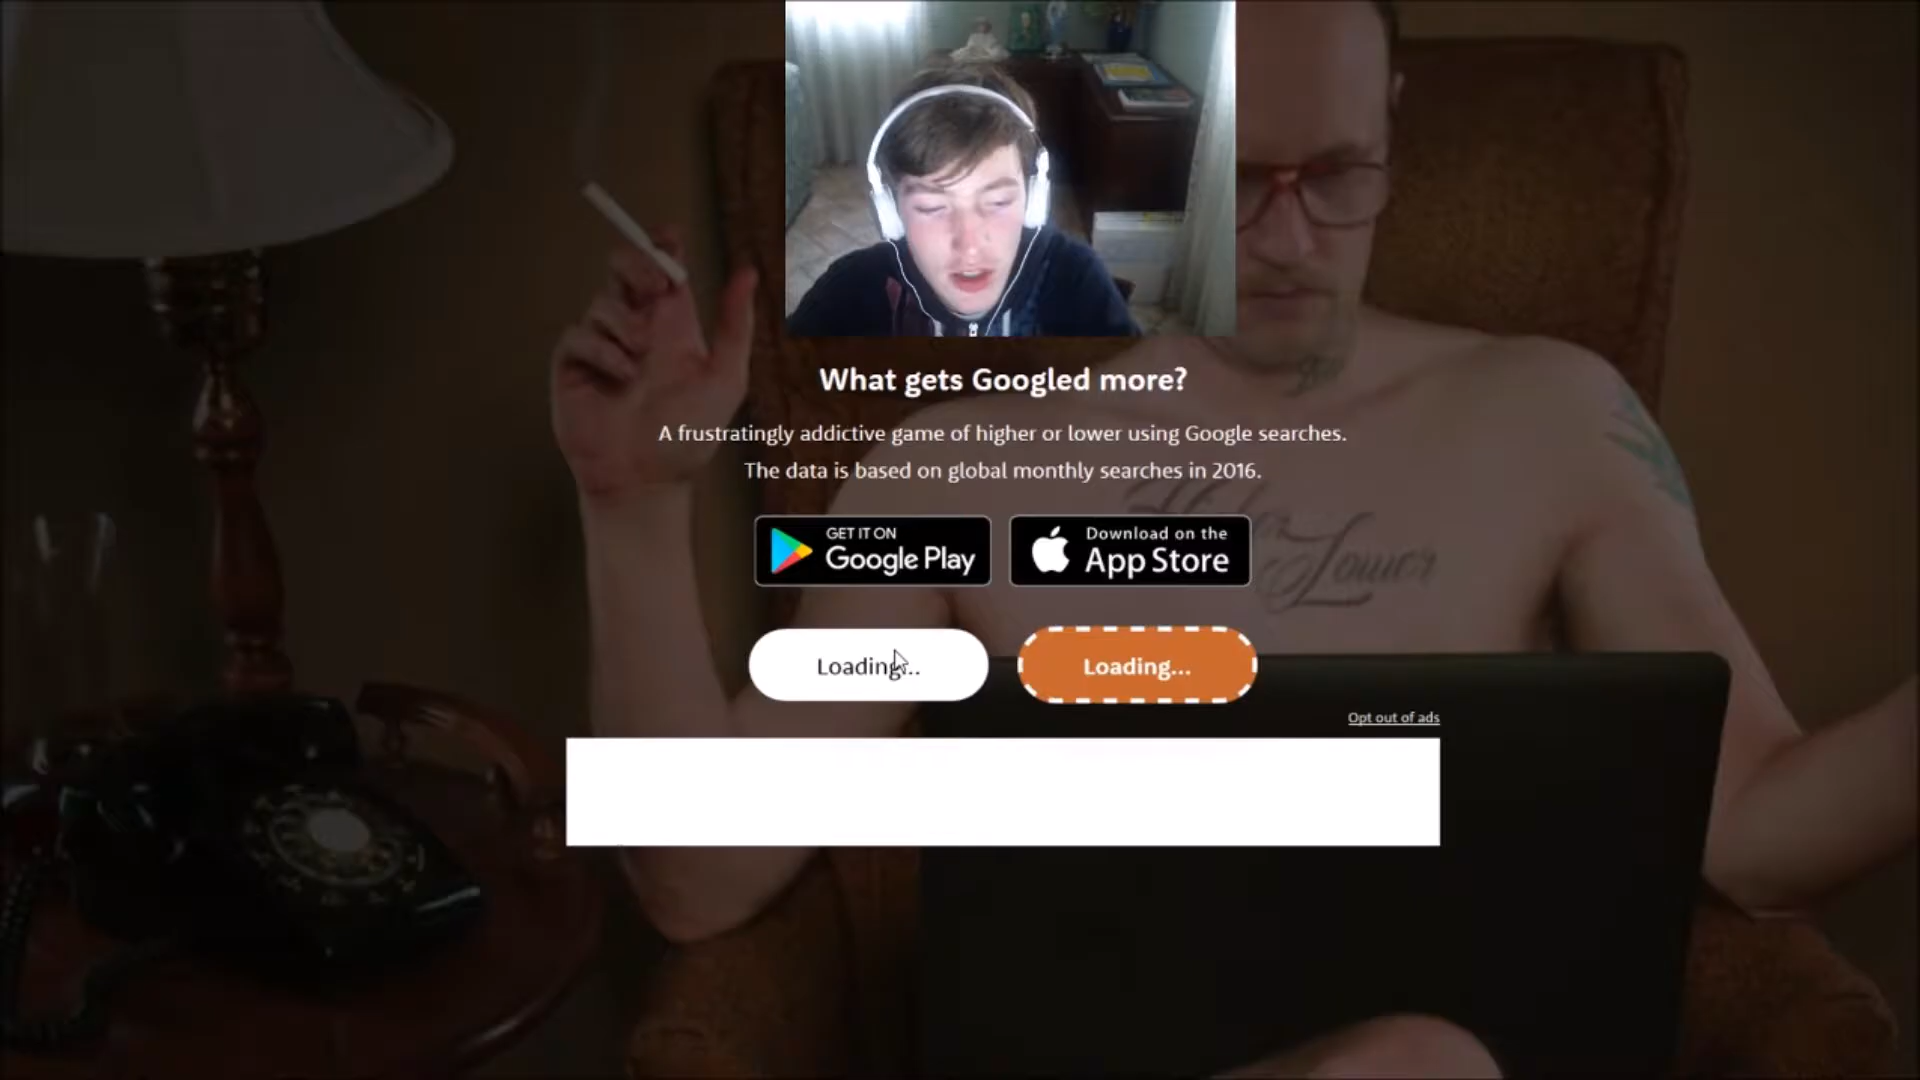 What gets Googled more?
A frustratingly addictive game of higher or lower using Google searches.
The data is based on global monthly searches in 2016.
GET IT ON
Google Play
Download on the
App Store
Lower
Loading...
Loading...
Opt out of ads